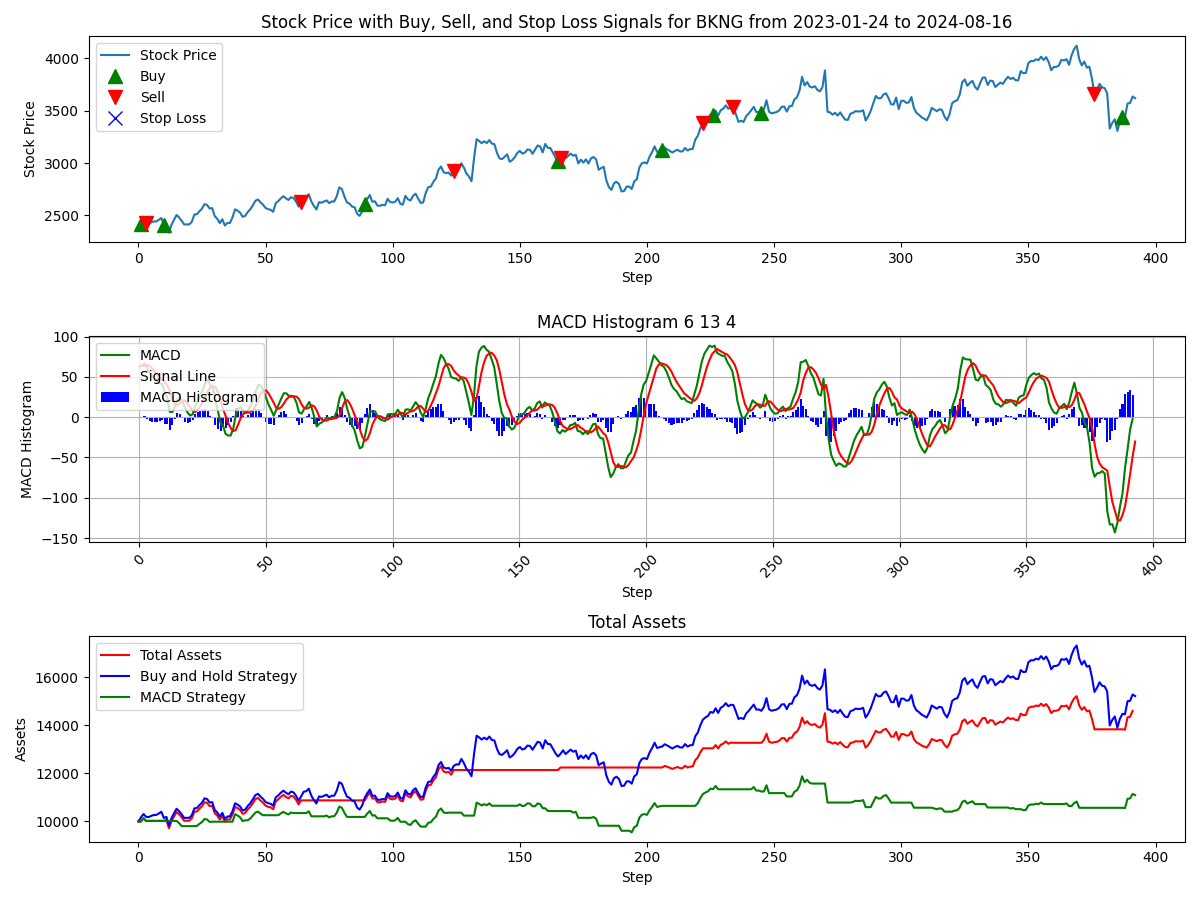 Stock Price with Buy, Sell, and Stop Loss Signals for BKNG from 2023-01-24 to 2024-08-16
Stock Price
4000
3500
3000
2500
Stock Price
Buy
Sell
Stop Loss
0 50 100 150 200 250 300 350 400
Step
MACD Histogram 6 13 4
MACD Histogram
100
50
0
−50
−100
−150
MACD
Signal Line
MACD Histogram
0 50 100 150 200 250 300 350 400
Step
Total Assets
Assets
16000
14000
12000
10000
Total Assets
Buy and Hold Strategy
MACD Strategy
0 50 100 150 200 250 300 350 400
Step